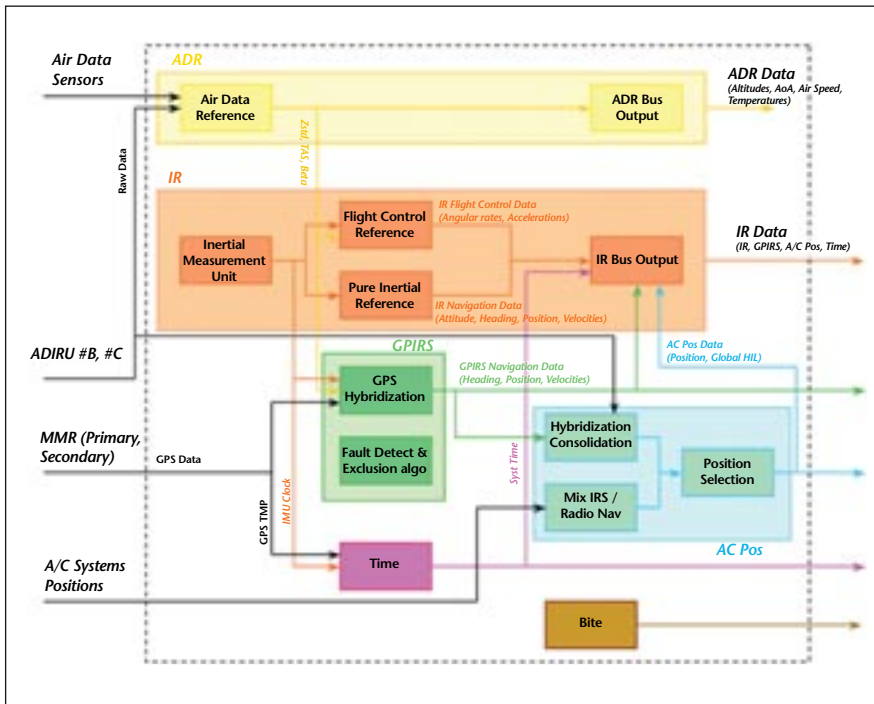 Air Data
Sensors
ADR
Air Data
Reference
ADR Bus
Output
ADR Data
(Altitudes, AoA, Air Speed,
Temperatures)
Raw Data
Zstd, TAS, Beta
IR
Inertial
Measurement
Unit
Flight Control
Reference
IR Flight Control Data
(Angular rates, Accelerations)
Pure Inertial
Reference
IR Navigation Data
(Attitude, Heading, Position, Velocities)
IR Bus Output
IR Data
(IR, GPIRS, A/C Pos, Time)
ADIRU #B, #C
GPIRS
GPS
Hybridization
Fault Detect &
Exclusion algo
GPIRS Navigation Data
(Heading, Position, Velocities)
AC Pos Data
(Position, Global HIL)
MMR (Primary,
Secondary)
GPS Data
GPS TMP
IMU Clock
Syst Time
Hybridization
Consolidation
Mix IRS /
Radio Nav
Position
Selection
AC Pos
A/C Systems
Positions
Time
Bite